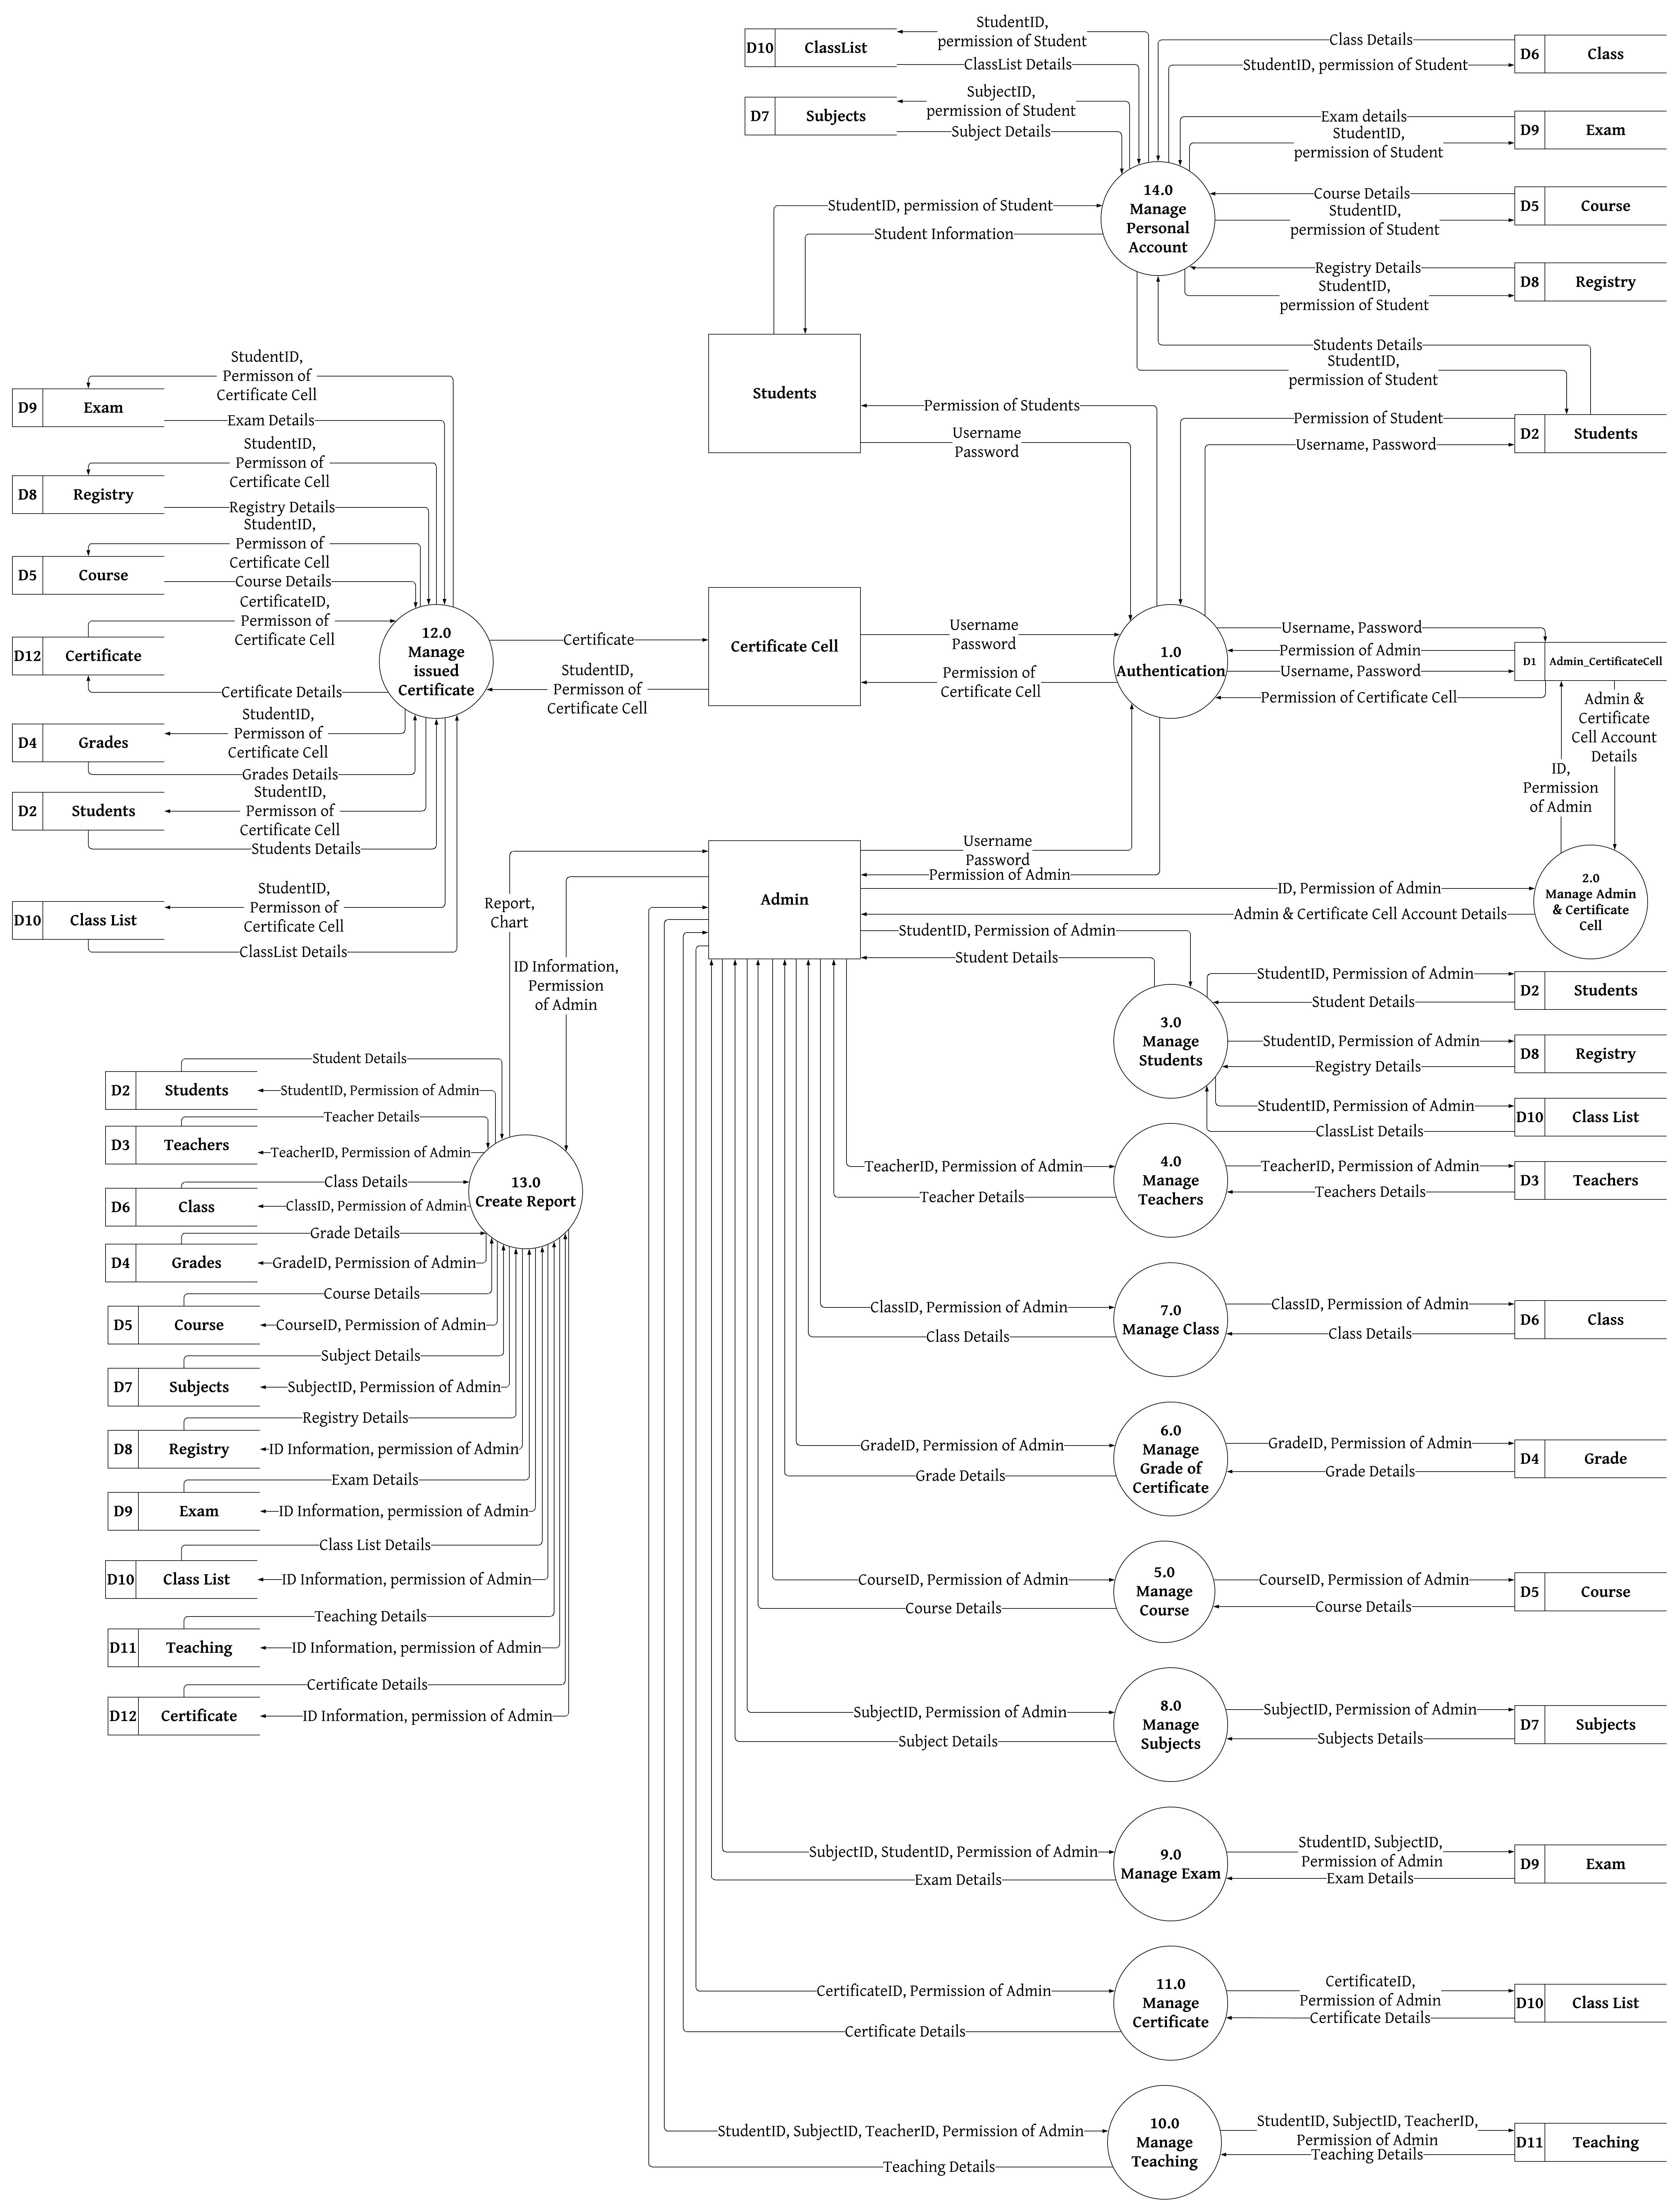 D10
ClassList
StudentID,
permission of Student
ClassList Details
D7
Subjects
SubjectID,
permission of Student
Subject Details
Class Details
StudentID, permission of Student
D6
Class
Exam details
StudentID,
permission of Student
D9
Exam
14.0
Manage
Personal
Account
Course Details
StudentID,
permission of Student
D5
Course
Registry Details
StudentID,
permission of Student
D8
Registry
StudentID, permission of Student
Student Information
Students Details
StudentID,
permission of Student
Students
Permission of Students
Username
Password
Permission of Student
Username, Password
D2
Students
StudentID,
Permisson of
Certificate Cell
D9
Exam
Exam Details
StudentID,
Permisson of
Certificate Cell
D8
Registry
Registry Details
StudentID,
Permisson of
Certificate Cell
D5
Course
Course Details
CertificateID,
Permisson of
Certificate Cell
D12
Certificate
Certificate Details
12.0
Manage
issued
Certificate
Certificate
StudentID,
Permisson of
Certificate Cell
Certificate Cell
Username
Password
Permission of
Certificate Cell
1.0
Authentication
Username, Password
Permission of Admin
Username, Password
Permission of Certificate Cell
D1
Admin_CertificateCell
Admin &
Certificate
Cell Account
Details
ID,
Permission
of Admin
StudentID,
Permisson of
Certificate Cell
D4
Grades
Grades Details
StudentID,
Permisson of
Certificate Cell
D2
Students
Students Details
StudentID,
Permisson of
Certificate Cell
D10
Class List
ClassList Details
Report,
Chart
ID Information,
Permission
of Admin
Admin
Username
Password
Permission of Admin
ID, Permission of Admin
Admin & Certificate Cell Account Details
2.0
Manage Admin
& Certificate
Cell
StudentID, Permission of Admin
Student Details
3.0
Manage
Students
StudentID, Permission of Admin
Student Details
D2
Students
StudentID, Permission of Admin
Registry Details
D8
Registry
StudentID, Permission of Admin
ClassList Details
D10
Class List
TeacherID, Permission of Admin
Teacher Details
4.0
Manage
Teachers
TeacherID, Permission of Admin
Teachers Details
D3
Teachers
ClassID, Permission of Admin
Class Details
7.0
Manage Class
ClassID, Permission of Admin
Class Details
D6
Class
GradeID, Permission of Admin
Grade Details
6.0
Manage
Grade of
Certificate
GradeID, Permission of Admin
Grade Details
D4
Grade
CourseID, Permission of Admin
Course Details
5.0
Manage
Course
CourseID, Permission of Admin
Course Details
D5
Course
SubjectID, Permission of Admin
Subject Details
8.0
Manage
Subjects
SubjectID, Permission of Admin
Subjects Details
D7
Subjects
SubjectID, StudentID, Permission of Admin
Exam Details
9.0
Manage Exam
StudentID, SubjectID,
Permission of Admin
Exam Details
D9
Exam
CertificateID, Permission of Admin
Certificate Details
11.0
Manage
Certificate
CertificateID,
Permission of Admin
Certificate Details
D10
Class List
StudentID, SubjectID, TeacherID, Permission of Admin
Teaching Details
10.0
Manage
Teaching
StudentID, SubjectID, TeacherID,
Permission of Admin
Teaching Details
D11
Teaching
13.0
Create Report
Student Details
D2
Students
StudentID, Permission of Admin
Teacher Details
D3
Teachers
TeacherID, Permission of Admin
Class Details
D6
Class
ClassID, Permission of Admin
Grade Details
D4
Grades
GradeID, Permission of Admin
Course Details
D5
Course
CourseID, Permission of Admin
Subject Details
D7
Subjects
SubjectID, Permission of Admin
Registry Details
D8
Registry
ID Information, permission of Admin
Exam Details
D9
Exam
ID Information, permission of Admin
Class List Details
D10
Class List
ID Information, permission of Admin
Teaching Details
D11
Teaching
ID Information, permission of Admin
Certificate Details
D12
Certificate
ID Information, permission of Admin